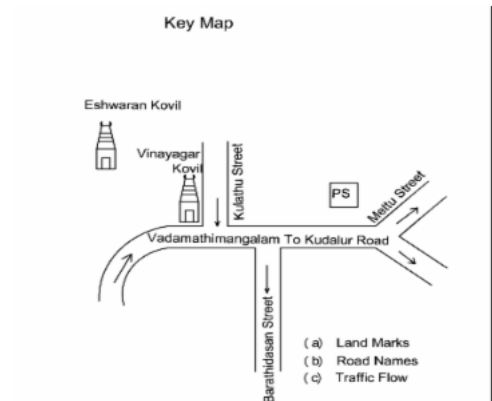 Key Map
Eshwaran Kovil
Vinayagar
Kovil
Kulathu Street
PS
Mettu Street
Vadamathimangalam To Kudalur Road
Barathidasan Street
(a) Land Marks
(b) Road Names
(c) Traffic Flow